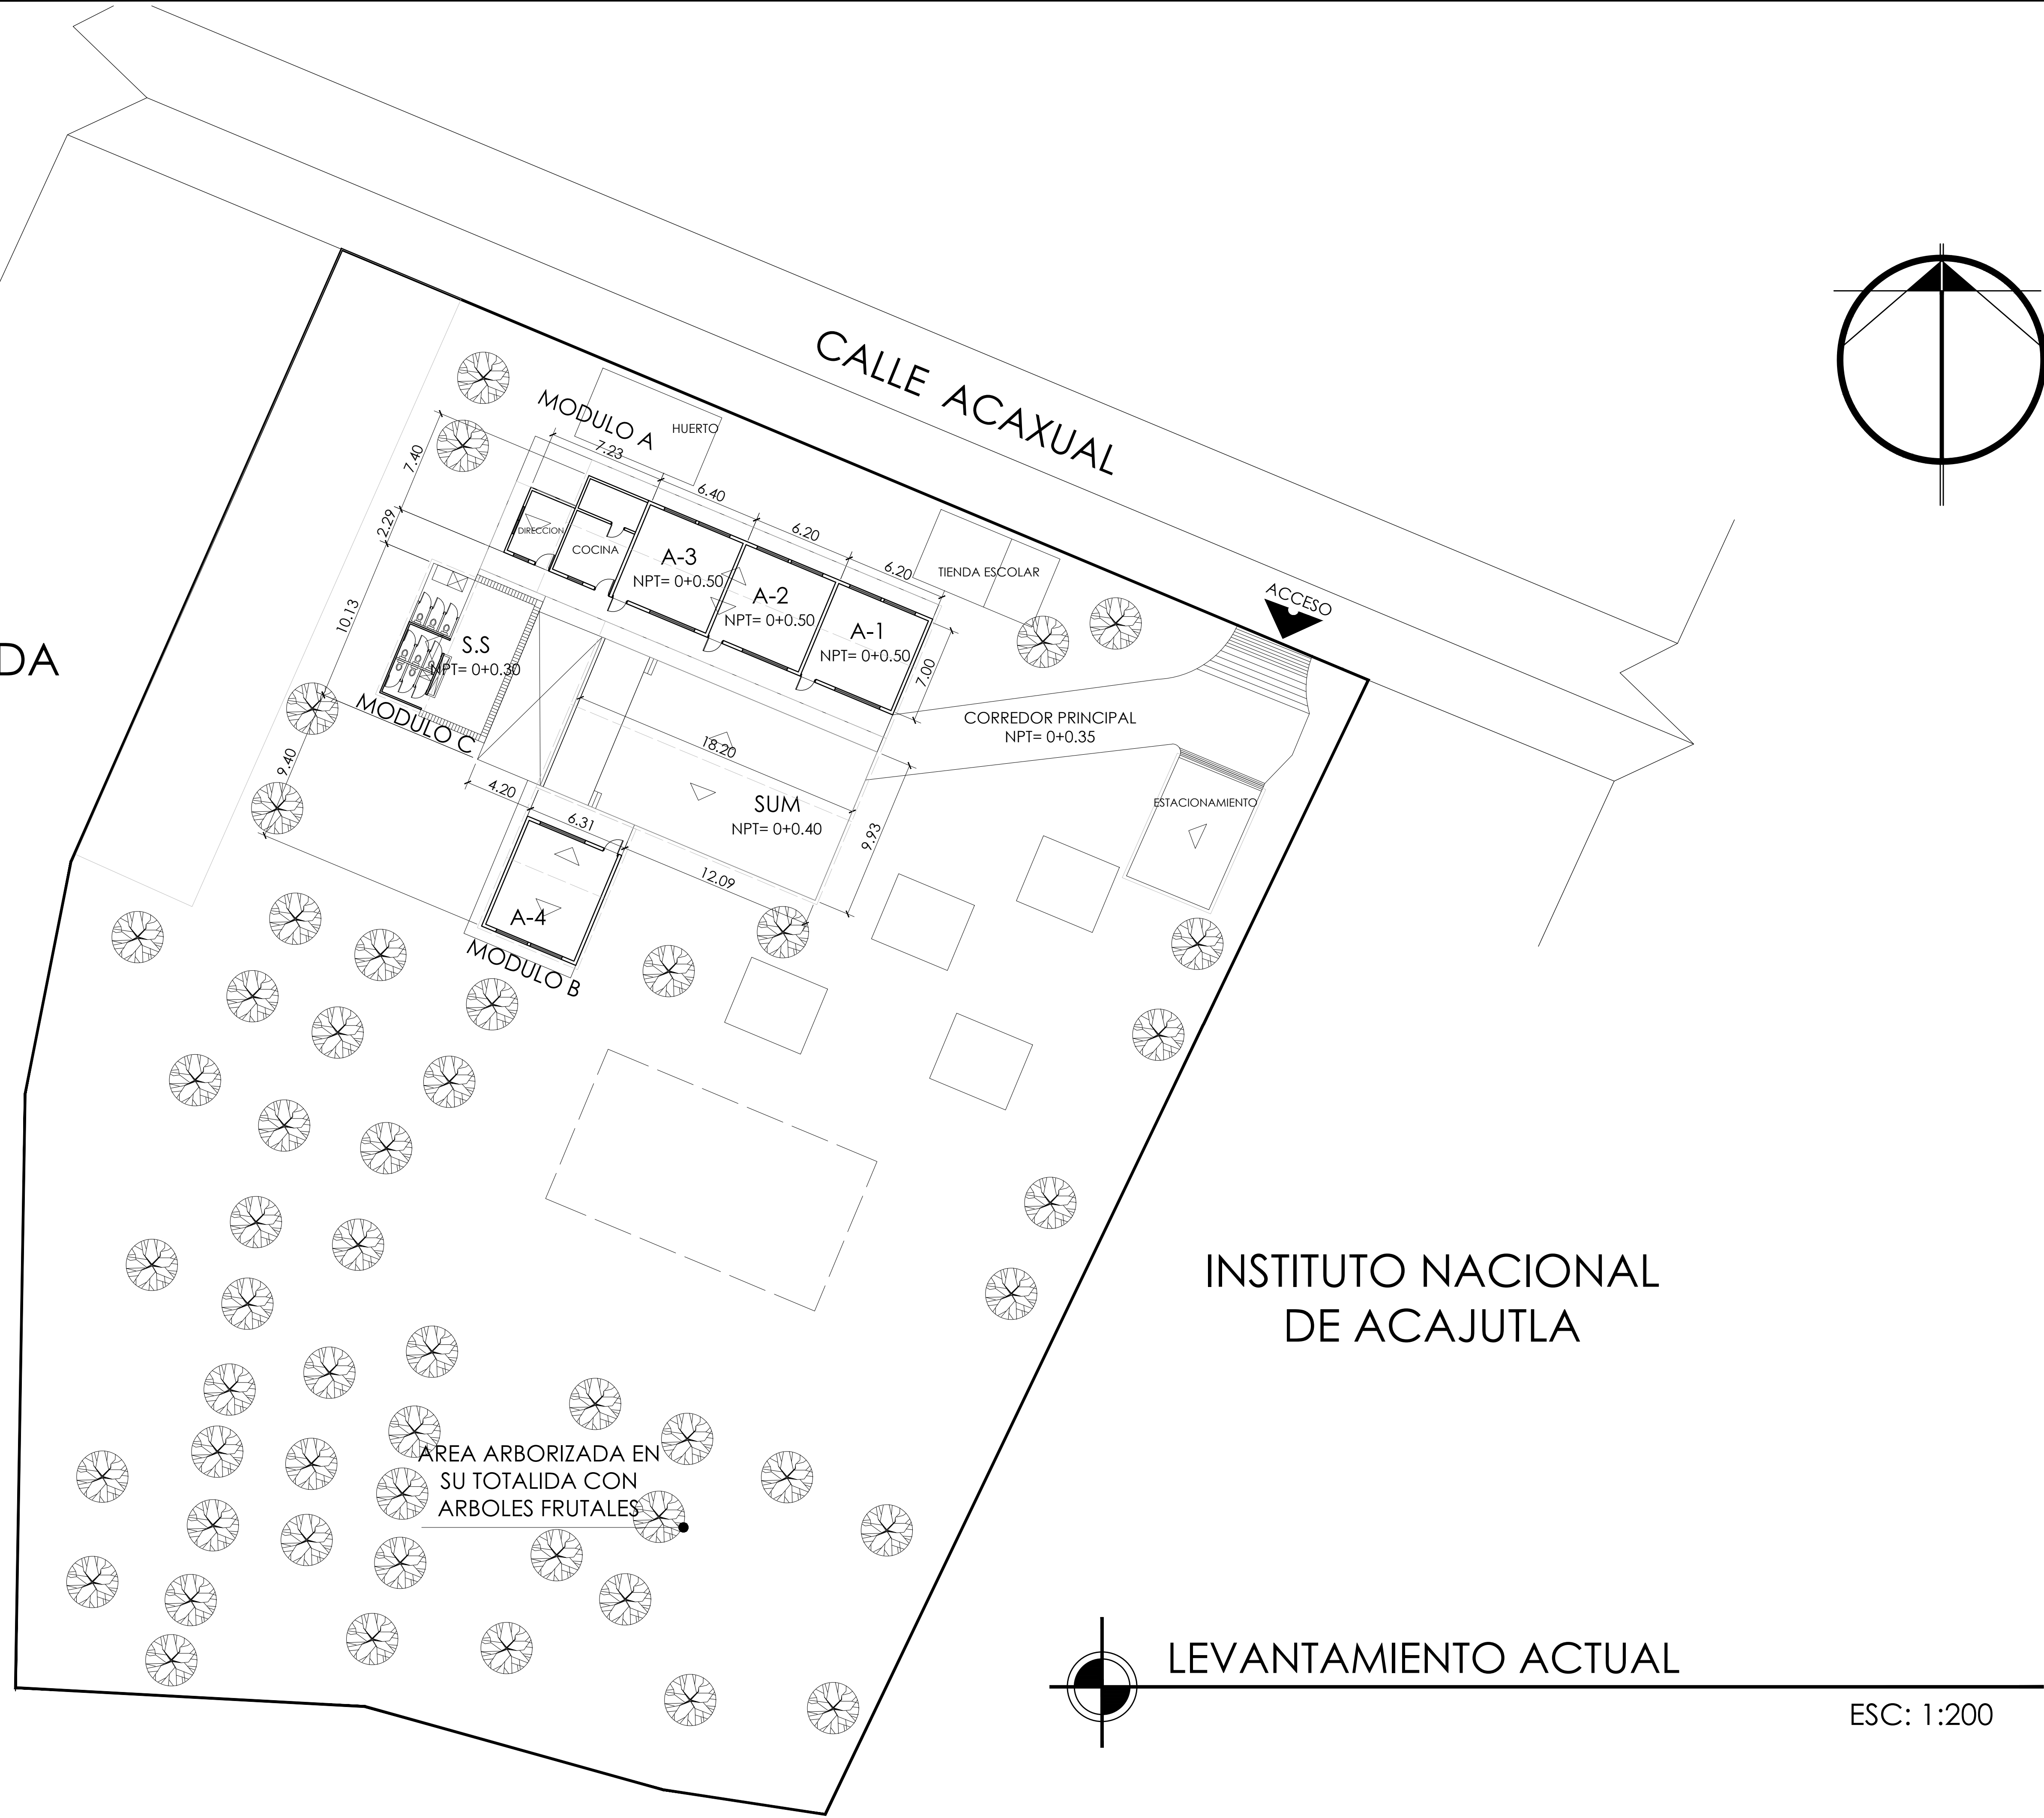 CALLE ACAXUAL
MODULO A
HUERTO
7.23
7.40
6.40
2.29
6.20
DIRECCION
COCINA
A-3
NPT= 0+0.50
6.20
TIENDA ESCOLAR
A-2
NPT= 0+0.50
ACCESO
10.13
A-1
NPT= 0+0.50
S.S
NPT= 0+0.30
DA
7.00
MODULO C
CORREDOR PRINCIPAL
NPT= 0+0.35
18.20
9.40
4.20
SUM
NPT= 0+0.40
ESTACIONAMIENTO
6.31
9.93
12.09
A-4
MODULO B
INSTITUTO NACIONAL
DE ACAJUTLA
AREA ARBORIZADA EN
SU TOTALIDA CON
ARBOLES FRUTALES
LEVANTAMIENTO ACTUAL
ESC: 1:200